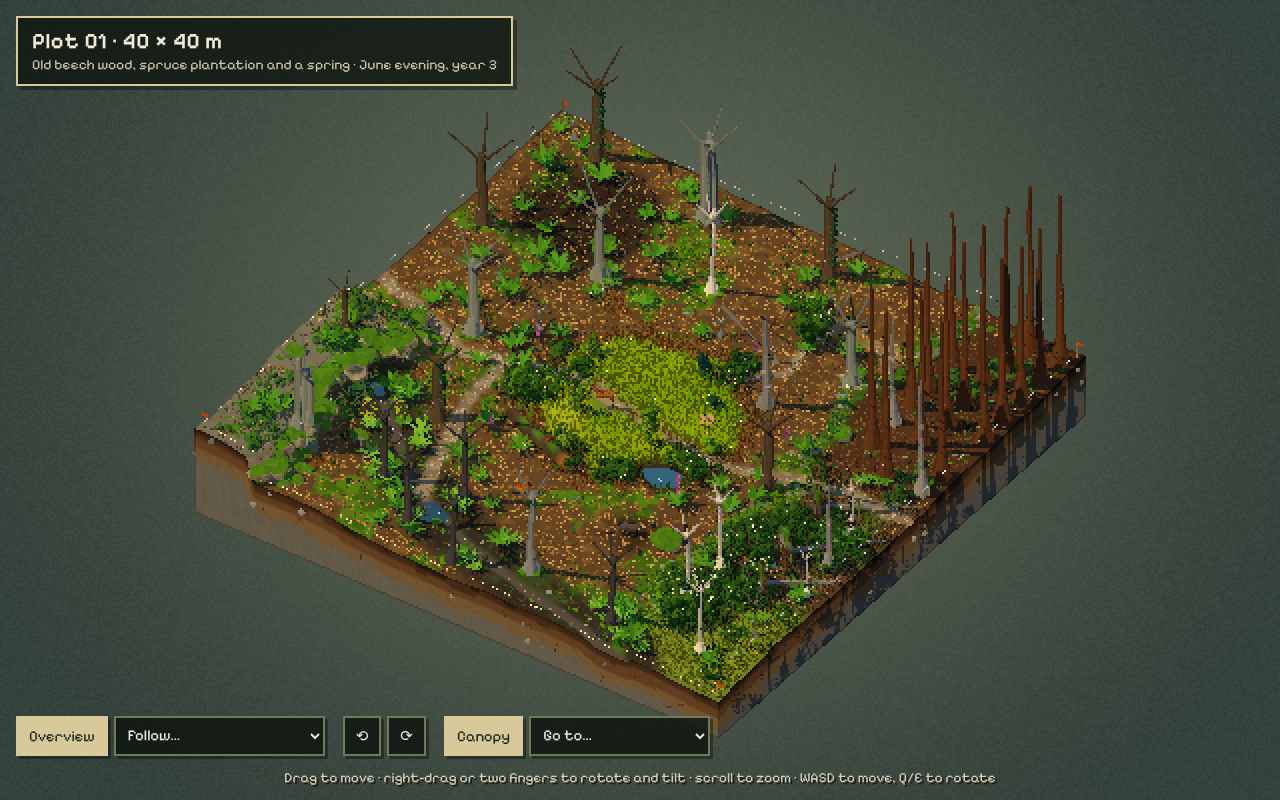 Plot 01 · 40 × 40 m
Old beech wood, spruce plantation and a spring · June evening, year 3
Overview
Follow...
⟲
⟳
Canopy
Go to...
Drag to move · right-drag or two fingers to rotate and tilt · scroll to zoom · WASD to move, Q/E to rotate